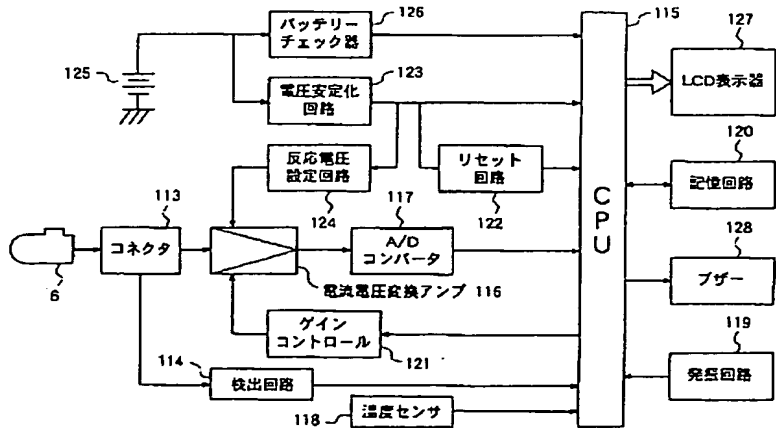 126
バッテリー
チェック器
115
127
LCD表示器
125
123
電圧安定化
回路
反応電圧
設定回路
124
リセット
回路
122
120
記憶回路
113
コネクタ
6
117
A/D
コンバータ
CPU
128
ブザー
電流電圧変換アンプ 116
ゲイン
コントロール
121
119
発振回路
114
検出回路
118
温度センサ